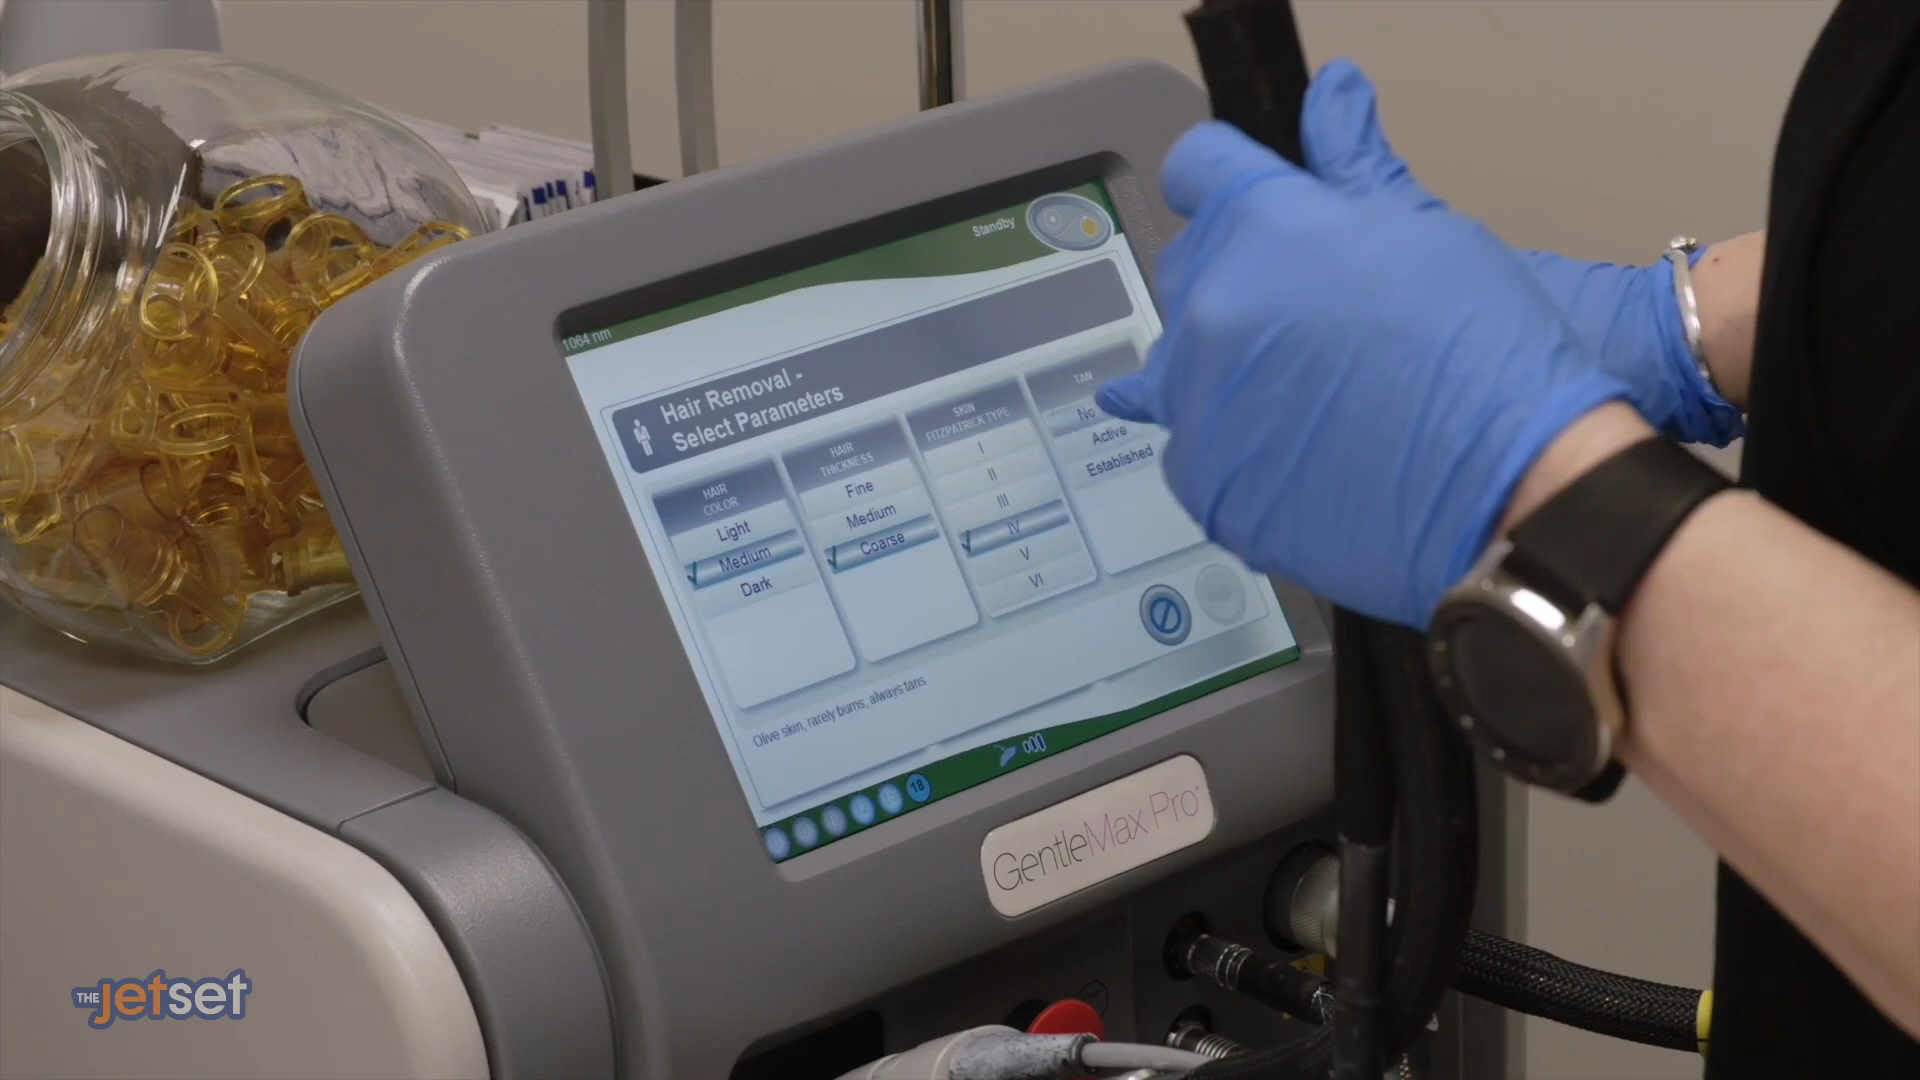 Standby
1064 nm
Hair Removal -
Select Parameters
HAIR
COLOR
Light
Medium
Dark
HAIR
THICKNESS
Fine
Medium
Coarse
SKIN
FITZPATRICK TYPE
I
II
III
IV
V
VI
TAN
No
Active
Established
Olive skin, rarely burns, always tans
18
GentleMax Pro
THE jetset